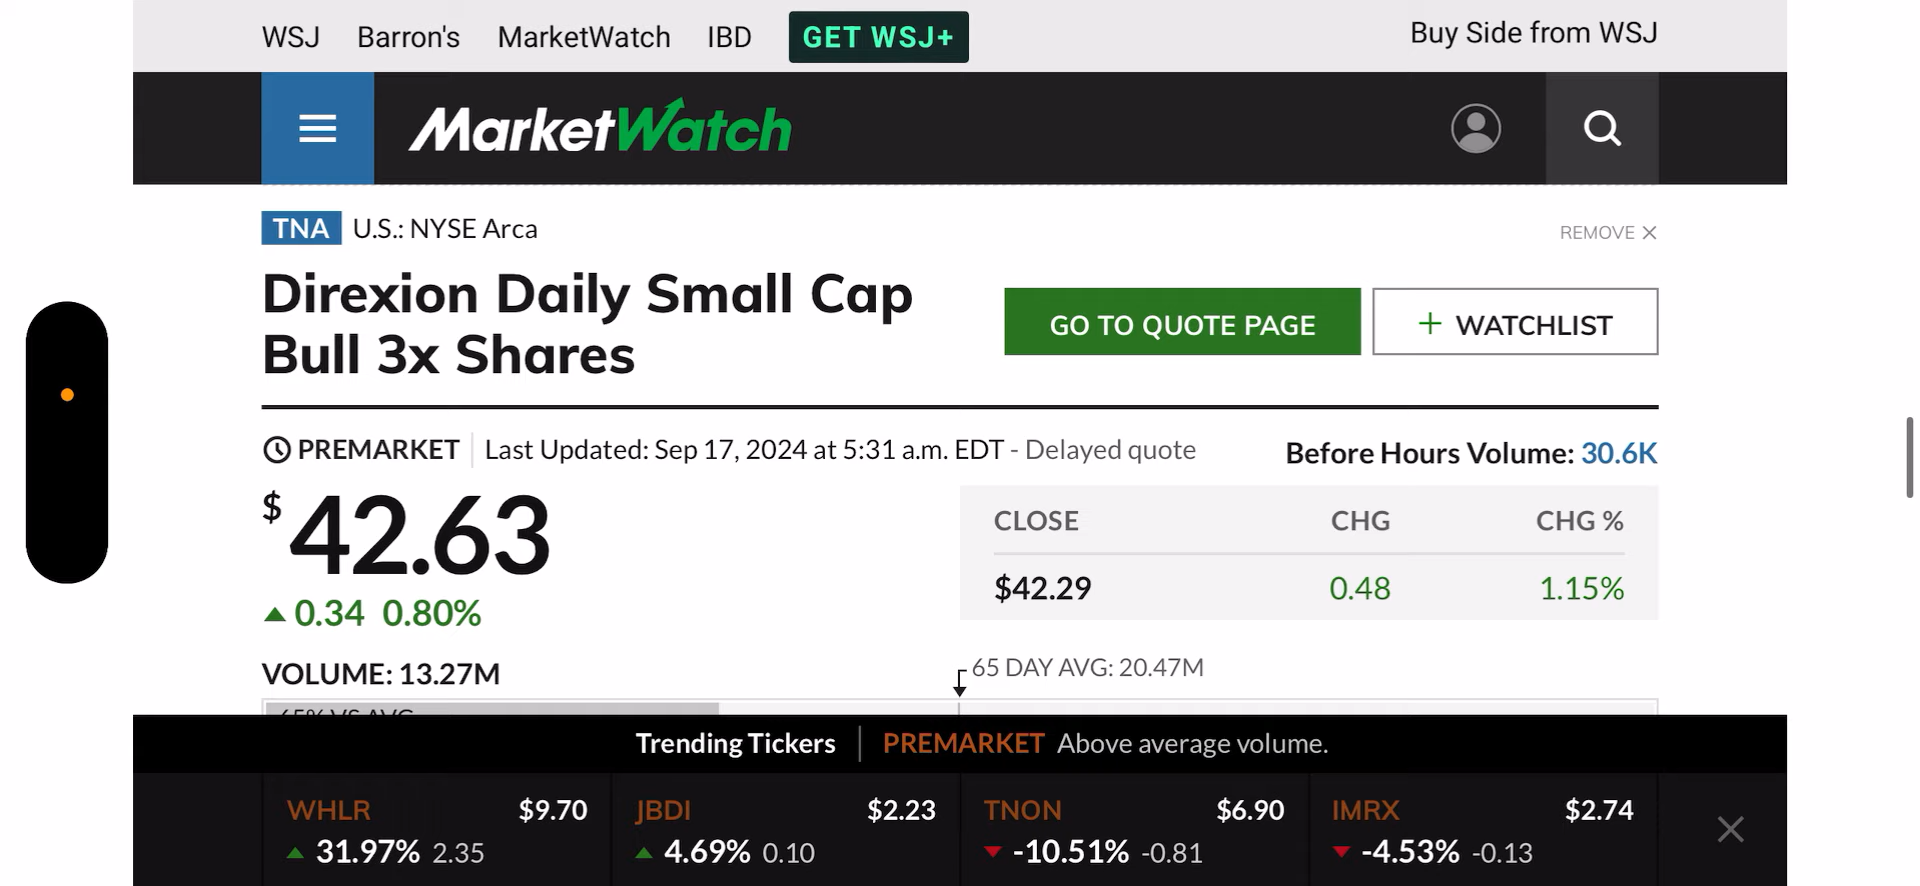 WSJ Barron's MarketWatch IBD GET WSJ+ Buy Side from WSJ
MarketWatch
TNA U.S.: NYSE Arca REMOVE
Direxion Daily Small Cap
Bull 3x Shares
GO TO QUOTE PAGE + WATCHLIST
PREMARKET Last Updated: Sep 17, 2024 at 5:31 a.m. EDT - Delayed quote Before Hours Volume: 30.6K
$42.63
0.34 0.80%
CLOSE CHG CHG %
$42.29 0.48 1.15%
VOLUME: 13.27M 65 DAY AVG: 20.47M
65% VS AVG
Trending Tickers PREMARKET Above average volume.
WHLR $9.70 JBDI $2.23 TNON $6.90 IMRX $2.74
31.97% 2.35 4.69% 0.10 -10.51% -0.81 -4.53% -0.13